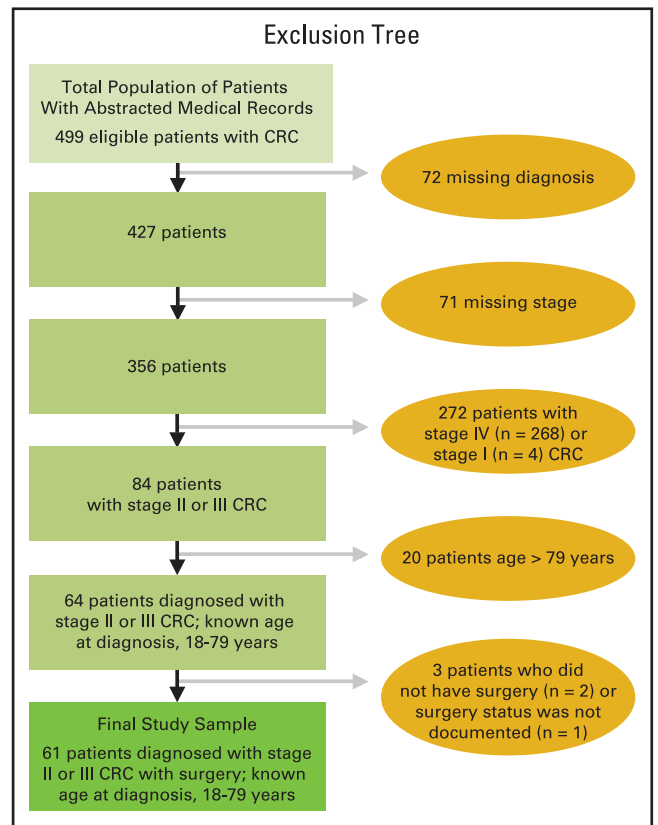 Exclusion Tree
Total Population of Patients
With Abstracted Medical Records
499 eligible patients with CRC
72 missing diagnosis
427 patients
71 missing stage
356 patients
272 patients with
stage IV (n = 268) or
stage I (n = 4) CRC
84 patients
with stage II or III CRC
20 patients age > 79 years
64 patients diagnosed with
stage II or III CRC; known age
at diagnosis, 18-79 years
3 patients who did
not have surgery (n = 2) or
surgery status was not
documented (n = 1)
Final Study Sample
61 patients diagnosed with stage
II or III CRC with surgery; known
age at diagnosis, 18-79 years